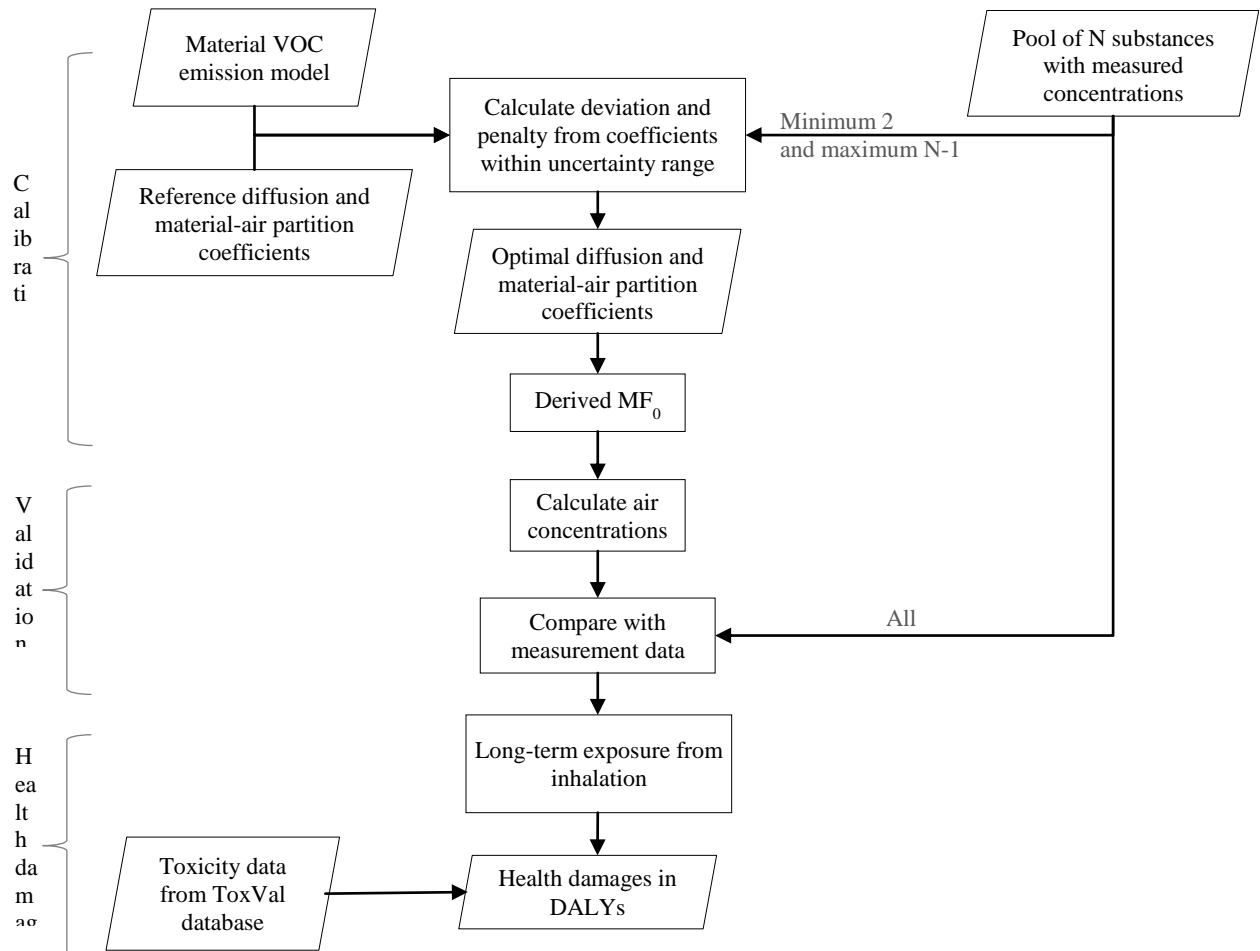 Material VOC
emission model
Pool of N substances
with measured
concentrations
Calculate deviation and
penalty from coefficients
within uncertainty range
Minimum 2
and maximum N-1
C
al
ib
ra
ti
Reference diffusion and
material-air partition
coefficients
Optimal diffusion and
material-air partition
coefficients
Derived MF0
V
al
id
at
io
n
Calculate air
concentrations
Compare with
measurement data
All
H
ea
lt
h
da
m
ag
Long-term exposure from
inhalation
Toxicity data
from ToxVal
database
Health damages in
DALYs